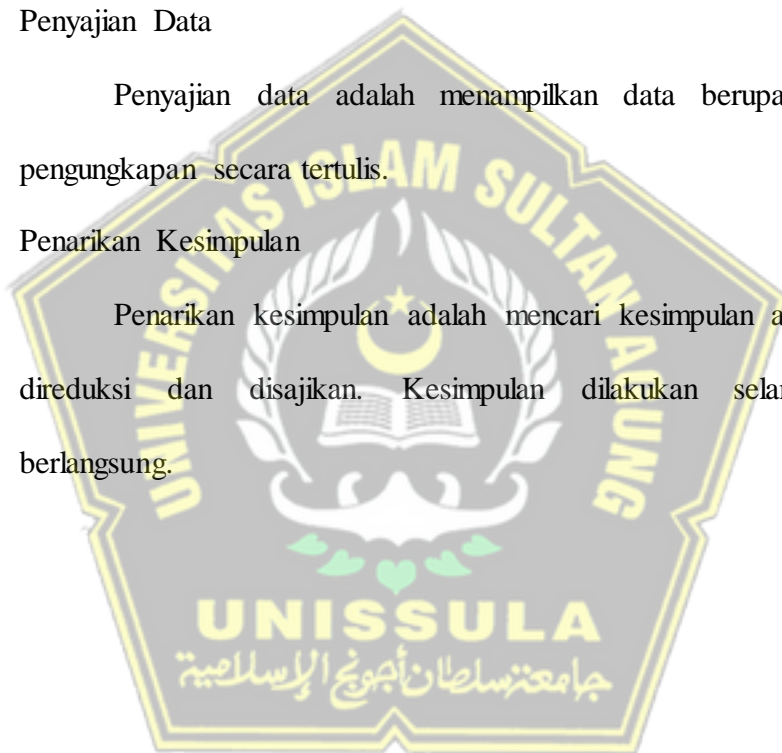 Penyajian Data
Penyajian data adalah menampilkan data berupa
pengungkapan secara tertulis.
Penarikan Kesimpulan
Penarikan kesimpulan adalah mencari kesimpulan a
direduksi dan disajikan. Kesimpulan dilakukan selam
berlangsung.
UNIVERSITAS ISLAM SULTAN AGUNG
UNISSULA
جامعة سلطان أجونج الإسلامية